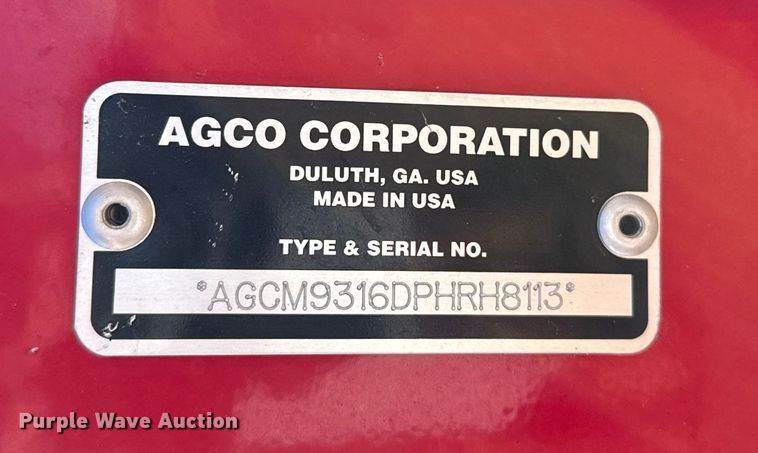 AGCO CORPORATION
DULUTH, GA. USA
MADE IN USA
TYPE & SERIAL NO.
*AGCM9316DPHRH8113*
Purple Wave Auction